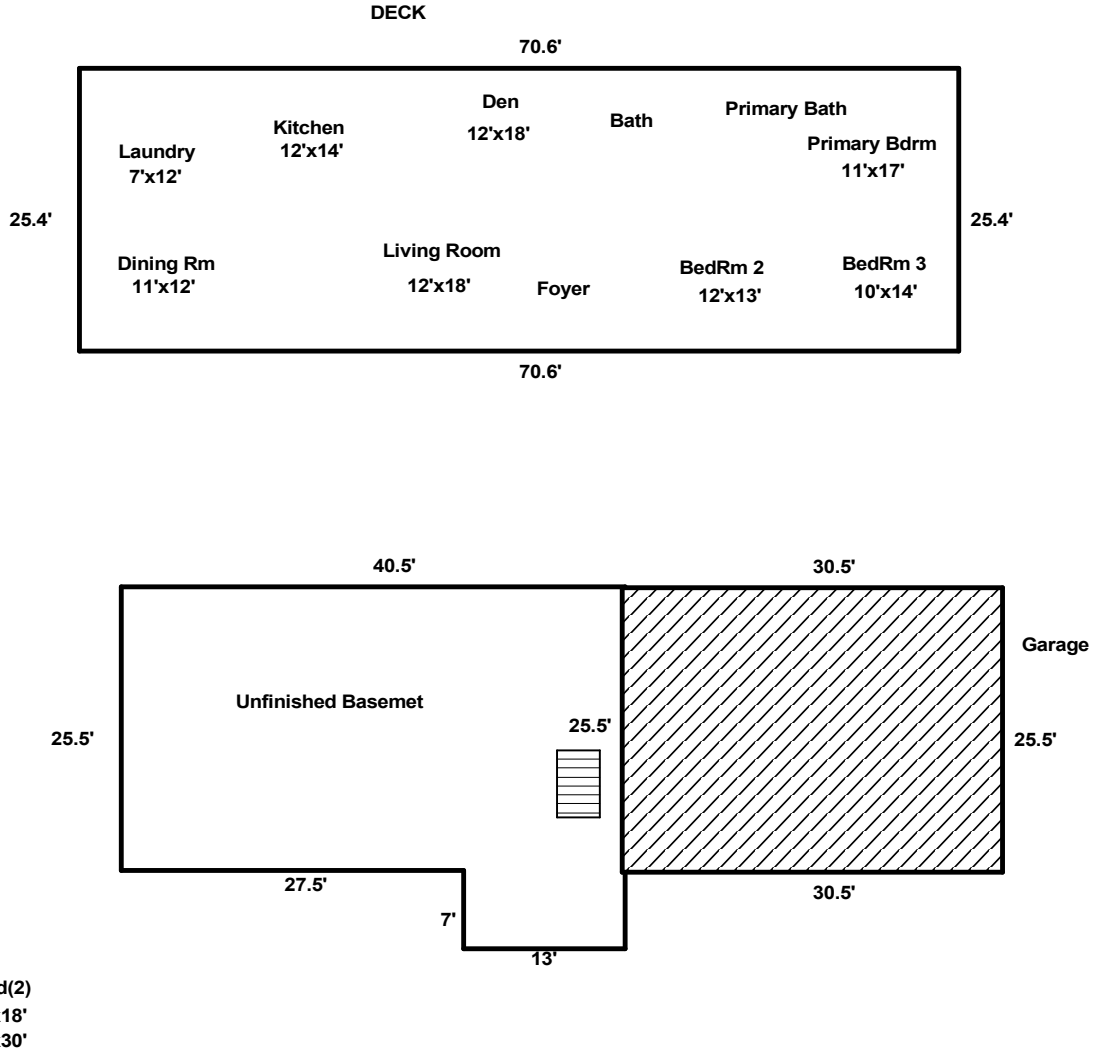 DECK
70.6'
Den
12'x18'
Bath
Primary Bath
Kitchen
12'x14'
Laundry
7'x12'
Primary Bdrm
11'x17'
25.4'
25.4'
Dining Rm
11'x12'
Living Room
12'x18'
Foyer
BedRm 2
12'x13'
BedRm 3
10'x14'
70.6'
40.5'
30.5'
Garage
Unfinished Basemet
25.5'
25.5'
25.5'
27.5'
30.5'
7'
13'
d(2)
18'
30'